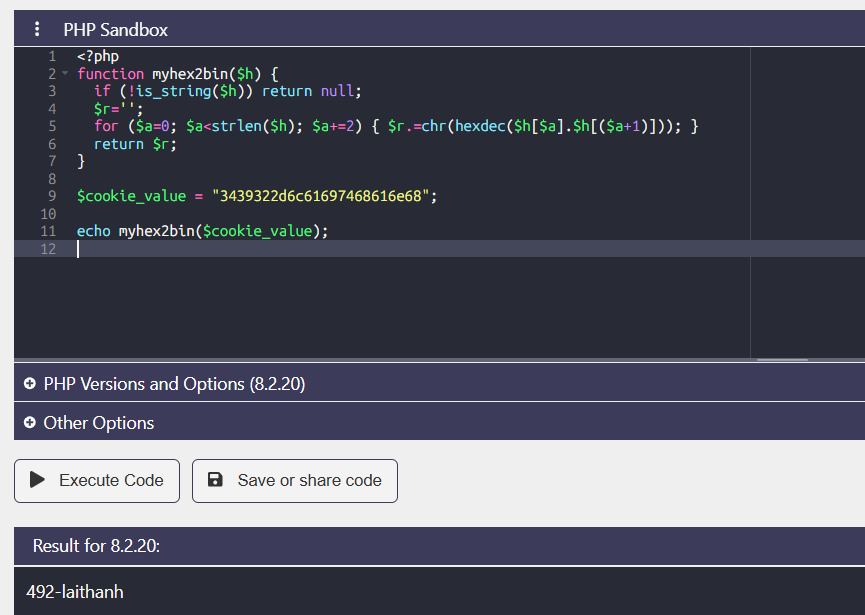 PHP Sandbox
1 <?php
2 function myhex2bin($h) {
3 if (!is_string($h)) return null;
4 $r='';
5 for ($a=0; $a<strlen($h); $a+=2) { $r.=chr(hexdec($h[$a].$h[($a+1)])); }
6 return $r;
7 }
8
9 $cookie_value = "3439322d6c61697468616e68";
10
11 echo myhex2bin($cookie_value);
12
PHP Versions and Options (8.2.20)
Other Options
Execute Code Save or share code
Result for 8.2.20:
492-laithanh